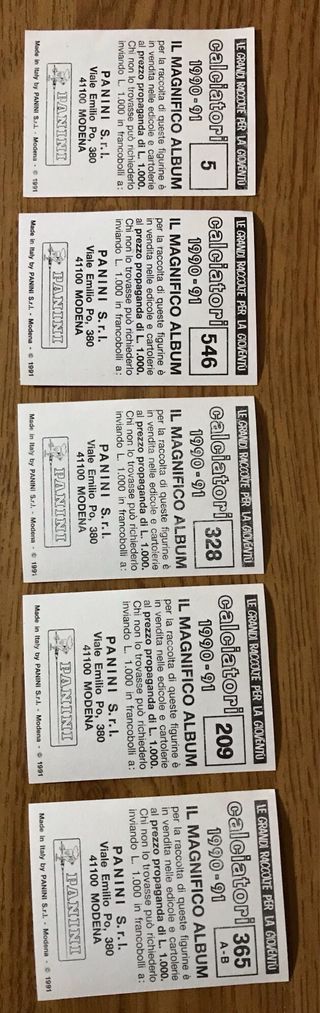 LE GRANDI RACCOLTE PER LA GIOVENTÙ
calciatori
1990-91
5
IL MAGNIFICO ALBUM
per la raccolta di queste figurine è
in vendita nelle edicole e cartolerie
al prezzo propaganda di L. 1.000.
Chi non lo trovasse può richiederlo
inviando L. 1.000 in francobolli a:
PANINI S.r.l.
Viale Emilio Po, 380
41100 MODENA
PANINI
Made in Italy by PANINI S.r.l. - Modena - © 1991
LE GRANDI RACCOLTE PER LA GIOVENTÙ
calciatori
1990-91
546
IL MAGNIFICO ALBUM
per la raccolta di queste figurine è
in vendita nelle edicole e cartolerie
al prezzo propaganda di L. 1.000.
Chi non lo trovasse può richiederlo
inviando L. 1.000 in francobolli a:
PANINI S.r.l.
Viale Emilio Po, 380
41100 MODENA
PANINI
Made in Italy by PANINI S.r.l. - Modena - © 1991
LE GRANDI RACCOLTE PER LA GIOVENTÙ
calciatori
1990-91
328
IL MAGNIFICO ALBUM
per la raccolta di queste figurine è
in vendita nelle edicole e cartolerie
al prezzo propaganda di L. 1.000.
Chi non lo trovasse può richiederlo
inviando L. 1.000 in francobolli a:
PANINI S.r.l.
Viale Emilio Po, 380
41100 MODENA
PANINI
Made in Italy by PANINI S.r.l. - Modena - © 1991
LE GRANDI RACCOLTE PER LA GIOVENTÙ
calciatori
1990-91
209
IL MAGNIFICO ALBUM
per la raccolta di queste figurine è
in vendita nelle edicole e cartolerie
al prezzo propaganda di L. 1.000.
Chi non lo trovasse può richiederlo
inviando L. 1.000 in francobolli a:
PANINI S.r.l.
Viale Emilio Po, 380
41100 MODENA
PANINI
Made in Italy by PANINI S.r.l. - Modena - © 1991
LE GRANDI RACCOLTE PER LA GIOVENTÙ
calciatori
1990-91
365
A-B
IL MAGNIFICO ALBUM
per la raccolta di queste figurine è
in vendita nelle edicole e cartolerie
al prezzo propaganda di L. 1.000.
Chi non lo trovasse può richiederlo
inviando L. 1.000 in francobolli a:
PANINI S.r.l.
Viale Emilio Po, 380
41100 MODENA
PANINI
Made in Italy by PANINI S.r.l. - Modena - © 1991